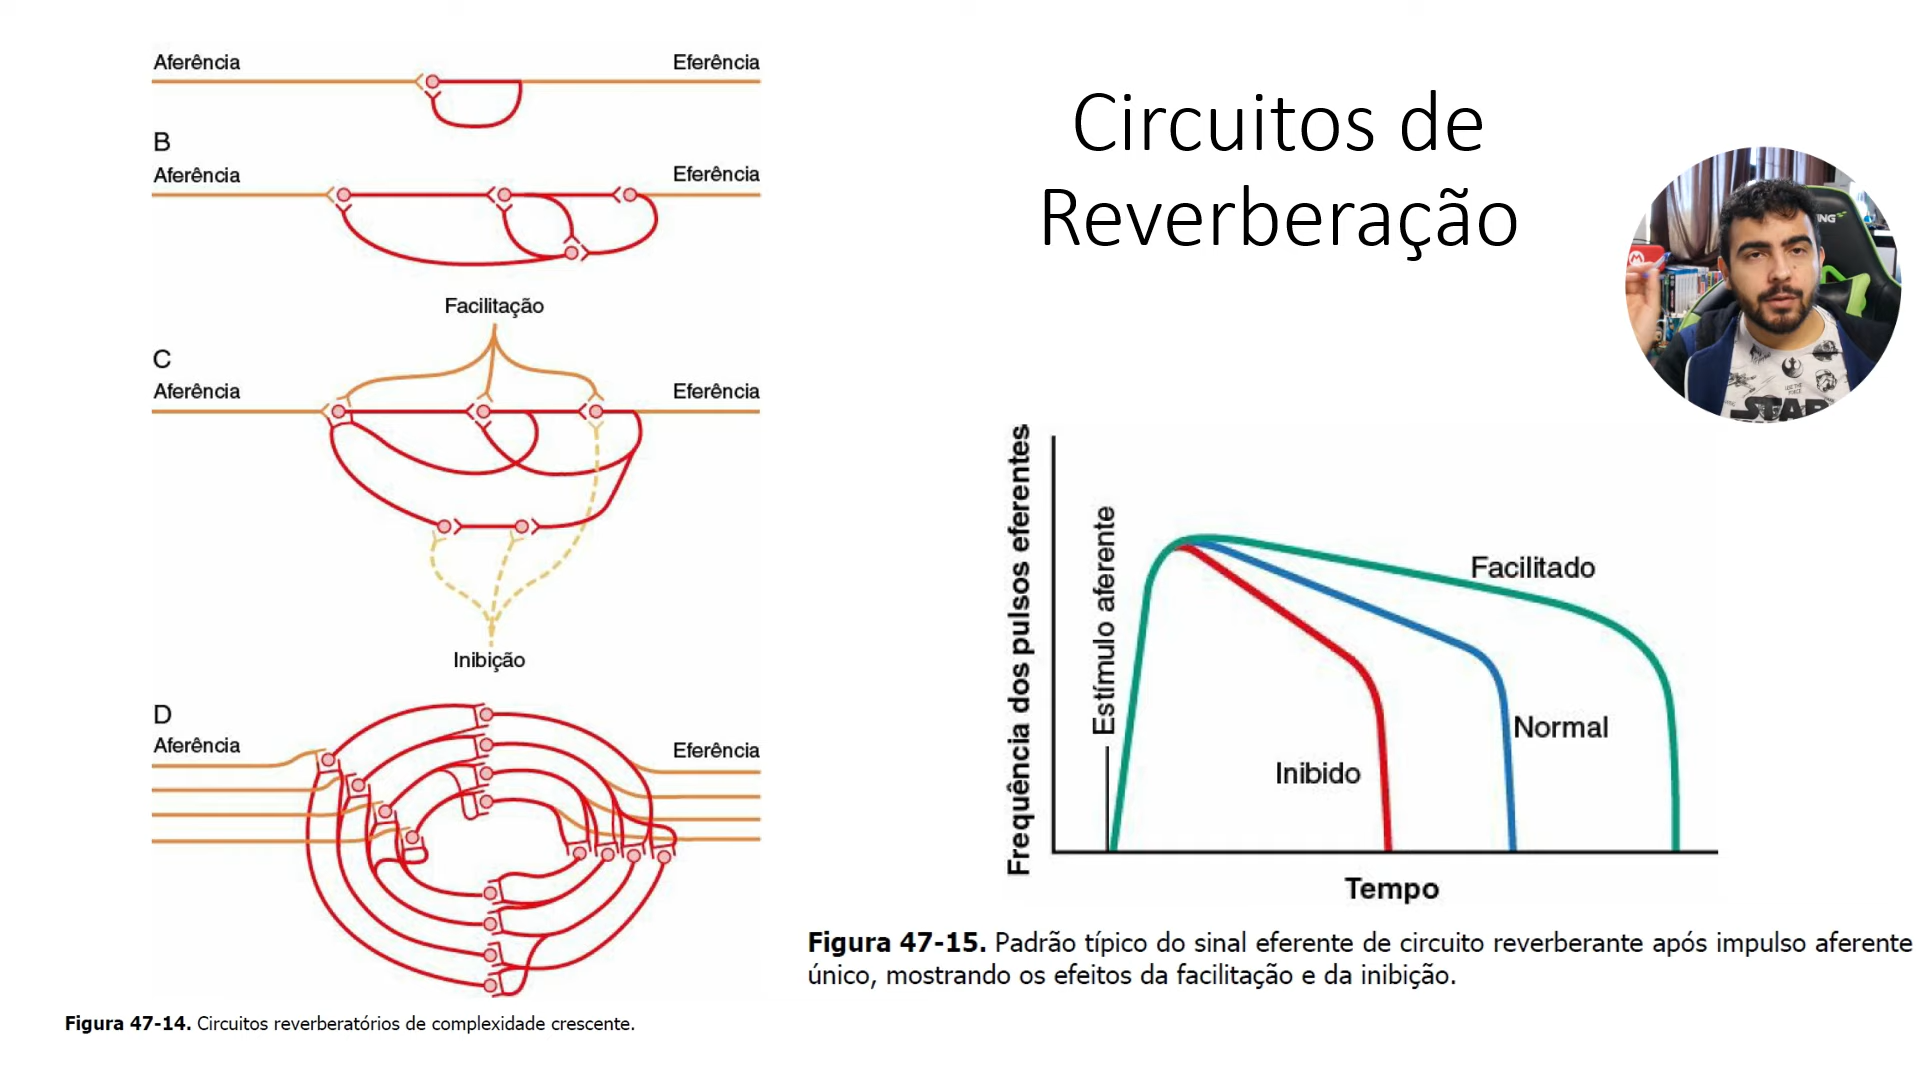 Aferência
Eferência
B
Aferência
Eferência
Facilitação
C
Aferência
Eferência
Inibição
D
Aferência
Eferência
Figura 47-14. Circuitos reverberatórios de complexidade crescente.
Circuitos de
Reverberação
Frequência dos pulsos eferentes
Estímulo aferente
Facilitado
Normal
Inibido
Tempo
Figura 47-15. Padrão típico do sinal eferente de circuito reverberante após impulso aferente
único, mostrando os efeitos da facilitação e da inibição.
ING
M
STAR